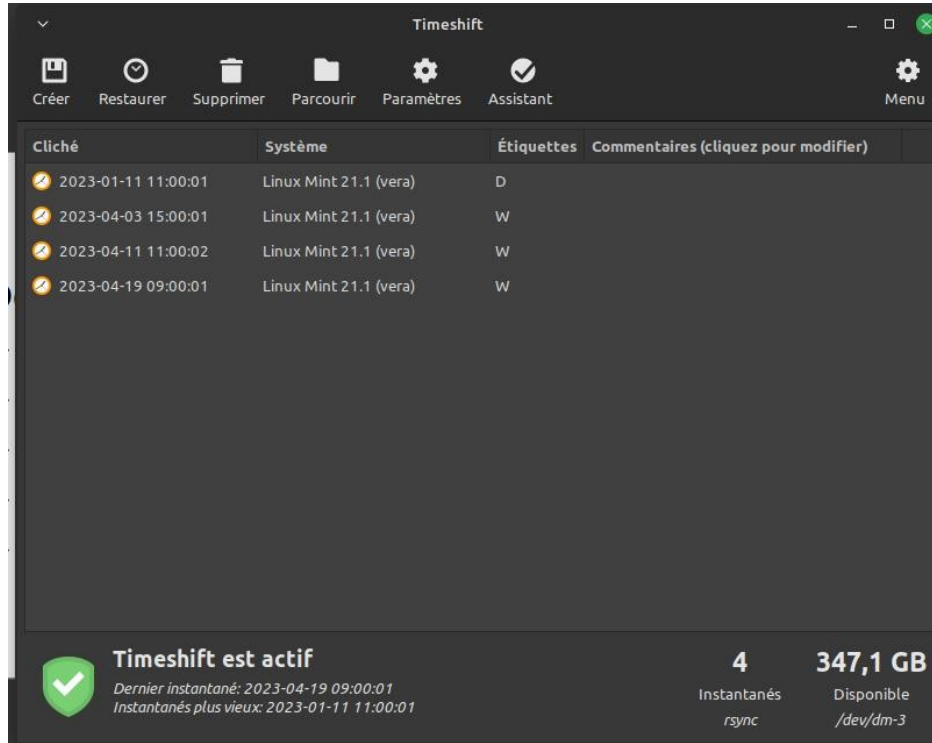 Timeshift
Créer Restaurer Supprimer Parcourir Paramètres Assistant Menu
Cliché Système Étiquettes Commentaires (cliquez pour modifier)
2023-01-11 11:00:01 Linux Mint 21.1 (vera) D
2023-04-03 15:00:01 Linux Mint 21.1 (vera) W
2023-04-11 11:00:02 Linux Mint 21.1 (vera) W
2023-04-19 09:00:01 Linux Mint 21.1 (vera) W
Timeshift est actif
Dernier instantané: 2023-04-19 09:00:01
Instantanés plus vieux: 2023-01-11 11:00:01
4 347,1 GB
Instantanés Disponible
rsync /dev/dm-3